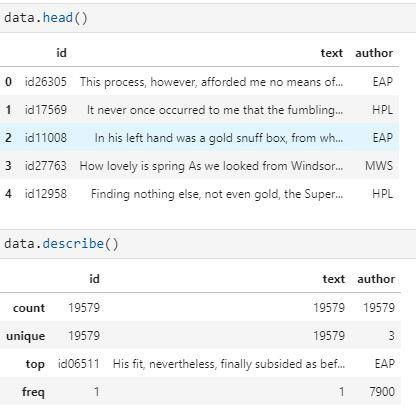 data.head()
id text author
0 id26305 This process, however, afforded me no means of... EAP
1 id17569 It never once occurred to me that the fumbling... HPL
2 id11008 In his left hand was a gold snuff box, from wh... EAP
3 id27763 How lovely is spring As we looked from Windsor... MWS
4 id12958 Finding nothing else, not even gold, the Super... HPL
data.describe()
id text author
count 19579 19579 19579
unique 19579 19579 3
top id06511 His fit, nevertheless, finally subsided as bef... EAP
freq 1 1 7900